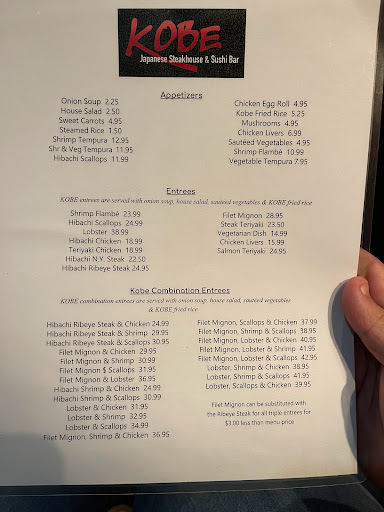 KOBE
Japanese Steakhouse & Sushi Bar
Appetizers
Onion Soup 2.25
House Salad 2.50
Sweet Carrots 4.95
Steamed Rice 1.50
Shrimp Tempura 12.95
Shr & Veg Tempura 11.95
Hibachi Scallops 11.99
Chicken Egg Roll 4.95
Kobe Fried Rice 5.25
Mushrooms 4.95
Chicken Livers 6.99
Sautéed Vegetables 4.95
Shrimp Flambé 10.99
Vegetable Tempura 7.95
Entrees
KOBE entrees are served with onion soup, house salad, sautéed vegetables & KOBE fried rice
Shrimp Flambé 23.99
Hibachi Scallops 24.99
Lobster 38.99
Hibachi Chicken 18.99
Teriyaki Chicken 18.99
Hibachi N.Y. Steak 22.50
Hibachi Ribeye Steak 24.95
Filet Mignon 28.95
Steak Teriyaki 23.50
Vegetarian Dish 14.99
Chicken Livers 15.99
Salmon Teriyaki 24.95
Kobe Combination Entrees
KOBE combination entrees are served with onion soup, house salad, sautéed vegetables
& KOBE fried rice
Hibachi Ribeye Steak & Chicken 24.99
Hibachi Ribeye Steak & Shrimp 29.95
Hibachi Ribeye Steak & Scallops 30.95
Filet Mignon & Chicken 29.95
Filet Mignon & Shrimp 30.99
Filet Mignon $ Scallops 31.95
Filet Mignon & Lobster 36.95
Hibachi Shrimp & Chicken 24.99
Hibachi Shrimp & Scallops 30.99
Lobster & Chicken 31.95
Lobster & Shrimp 32.95
Lobster & Scallops 34.99
Filet Mignon, Shrimp & Chicken 36.95
Filet Mignon, Scallops & Chicken 37.99
Filet Mignon, Shrimp & Scallops 38.95
Filet Mignon, Lobster & Chicken 40.95
Filet Mignon, Lobster & Shrimp 41.95
Filet Mignon, Lobster & Scallops 42.95
Lobster, Shrimp & Chicken 38.95
Lobster, Shrimp & Scallops 41.95
Lobster, Scallops & Chicken 39.95
Filet Mignon can be substituted with
the Ribeye Steak for all triple entrees for
$3.00 less than menu price